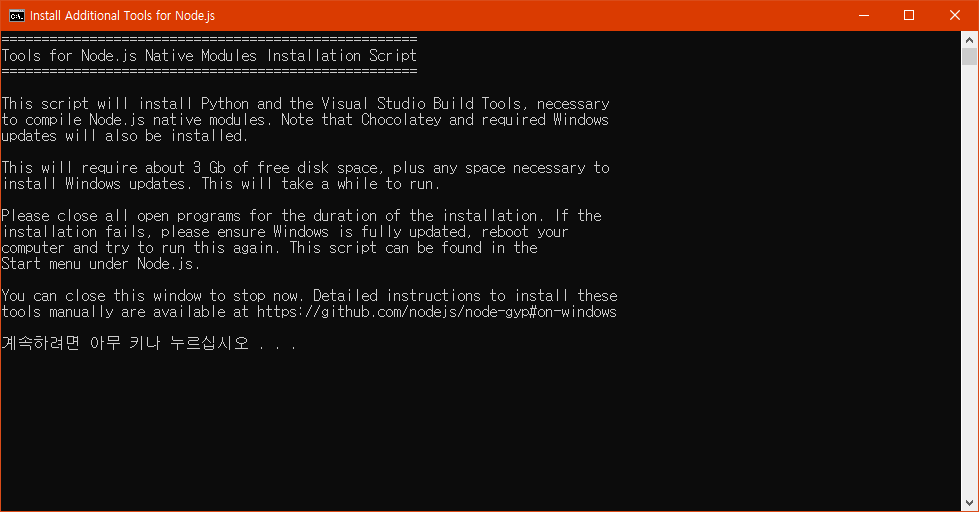 Install Additional Tools for Node.js
====================================================
Tools for Node.js Native Modules Installation Script
====================================================
This script will install Python and the Visual Studio Build Tools, necessary
to compile Node.js native modules. Note that Chocolatey and required Windows
updates will also be installed.
This will require about 3 Gb of free disk space, plus any space necessary to
install Windows updates. This will take a while to run.
Please close all open programs for the duration of the installation. If the
installation fails, please ensure Windows is fully updated, reboot your
computer and try to run this again. This script can be found in the
Start menu under Node.js.
You can close this window to stop now. Detailed instructions to install these
tools manually are available at https://github.com/nodejs/node-gyp#on-windows
계속하려면 아무 키나 누르십시오 . . .